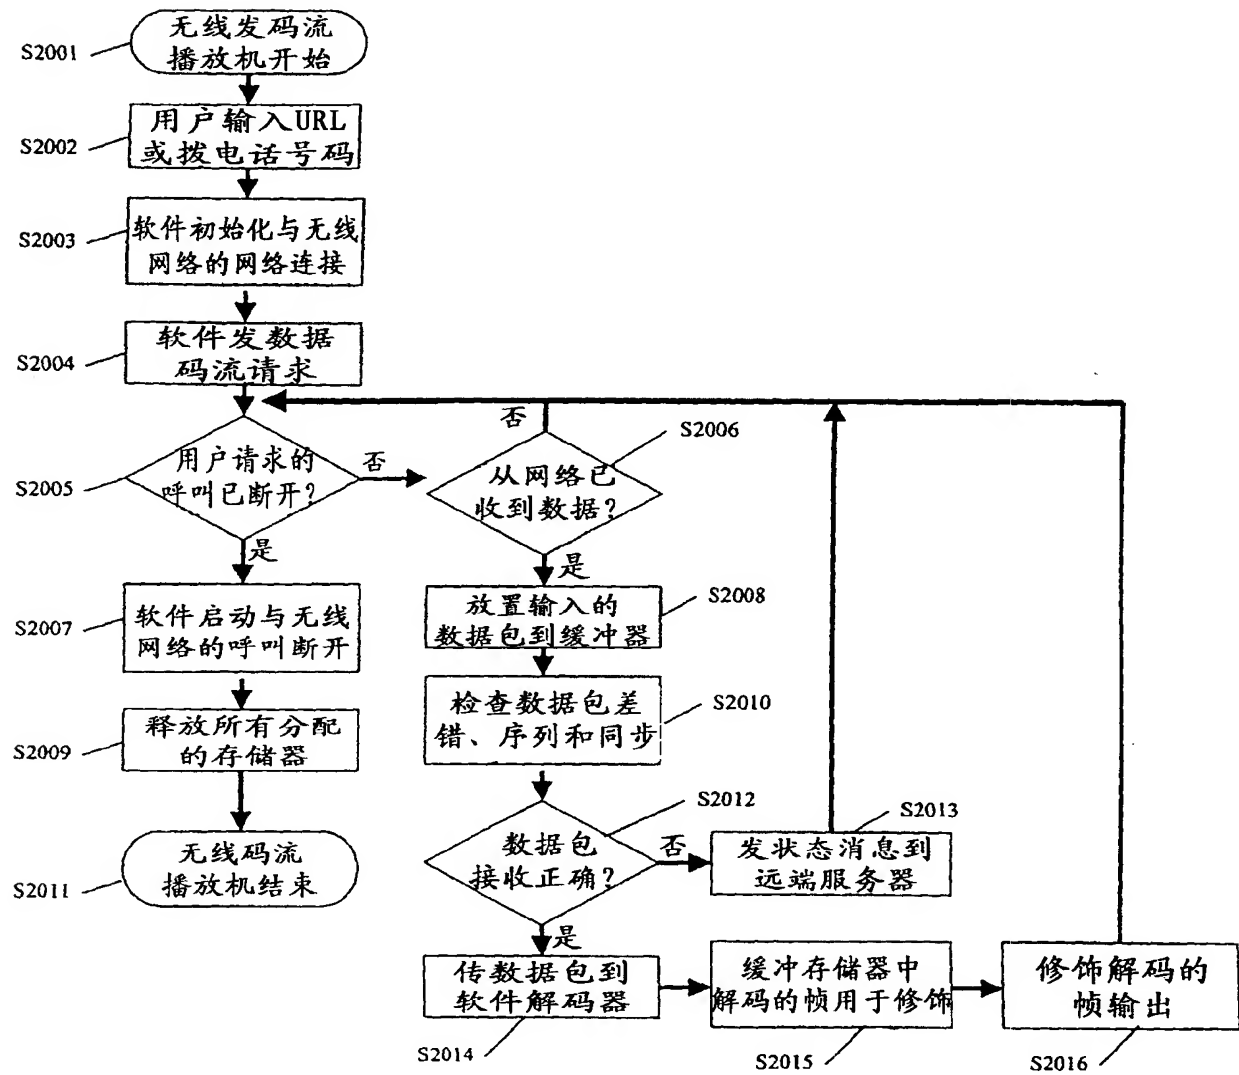 S2001
无线发码流
播放机开始
S2002
用户输入URL
或拨电话号码
S2003
软件初始化与无线
网络的网络连接
S2004
软件发数据
码流请求
S2005
用户请求的
呼叫已断开?
否
是
S2006
否
从网络已
收到数据?
是
S2007
软件启动与无线
网络的呼叫断开
S2008
放置输入的
数据包到缓冲器
S2009
释放所有分配
的存储器
S2010
检查数据包差
错、序列和同步
S2011
无线码流
播放机结束
S2012
数据包
接收正确?
否
是
S2013
发状态消息到
远端服务器
传数据包到
软件解码器
S2014
缓冲存储器中
解码的帧用于修饰
S2015
修饰解码的
帧输出
S2016